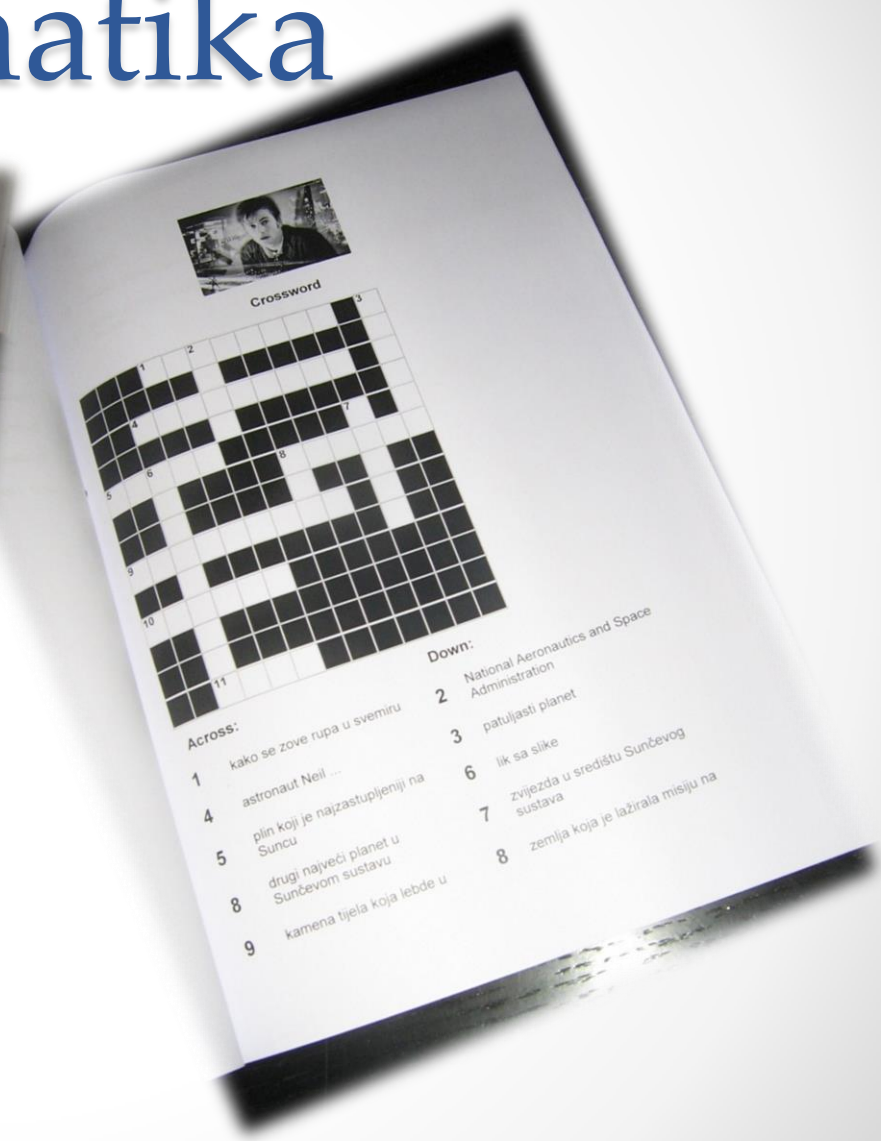 matika
Crossword
1
2
3
4
5
6
7
8
9
10
11
Across:
1 kako se zove rupa u svemiru
4 astronaut Neil ...
5 plin koji je najzastupljeniji na
Suncu
8 drugi najveći planet u
Sunčevom sustavu
9 kamena tijela koja lebde u
Down:
2 National Aeronautics and Space
Administration
3 patuljasti planet
6 lik sa slike
7 zvijezda u središtu Sunčevog
sustava
8 zemlja koja je lažirala misiju na